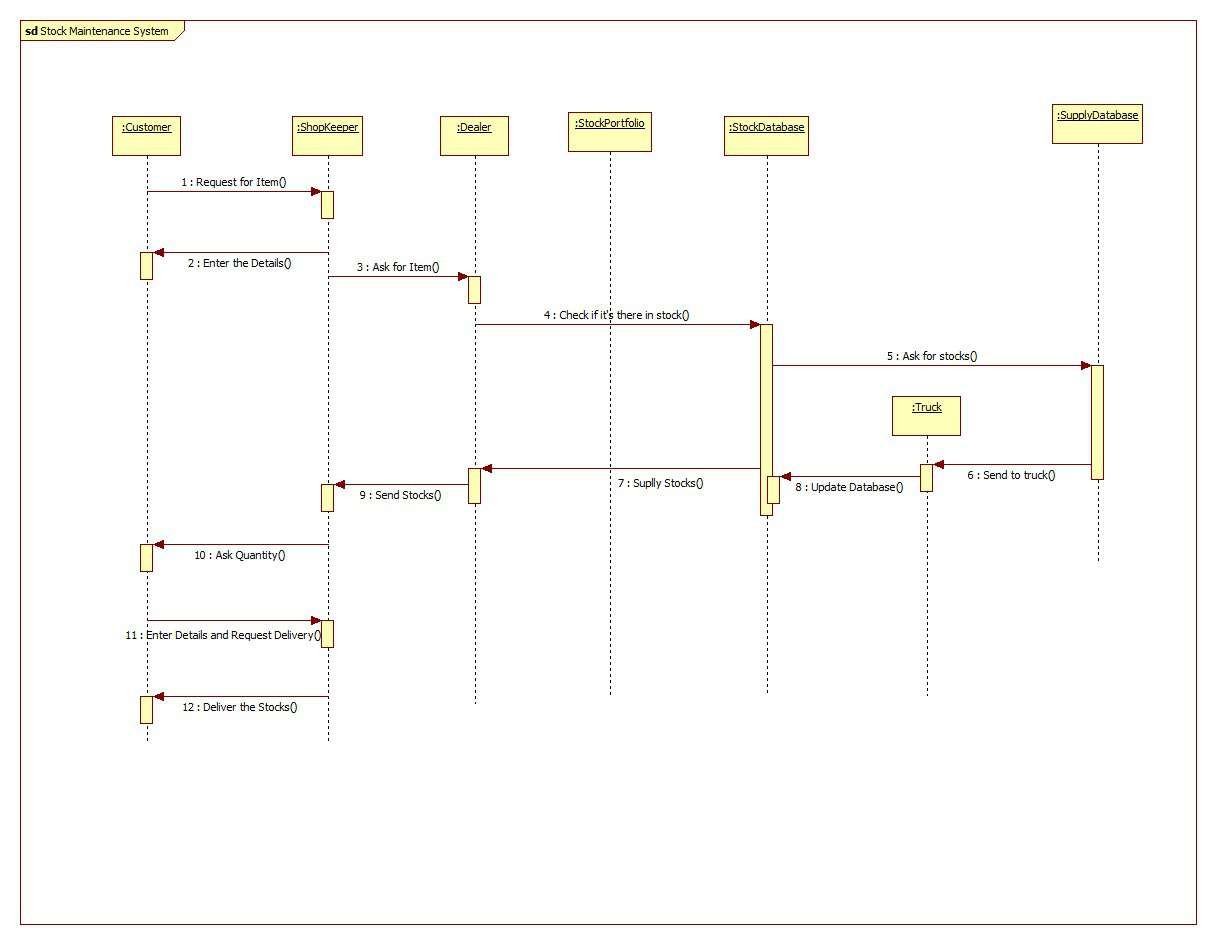 sd Stock Maintenance System
:SupplyDatabase
:StockPortfolio
:Customer
:ShopKeeper
:Dealer
:StockDatabase
1 : Request for Item()
2 : Enter the Details()
3 : Ask for Item()
4 : Check if it's there in stock()
5 : Ask for stocks()
:Truck
6 : Send to truck()
7 : Suplly Stocks()
8 : Update Database()
9 : Send Stocks()
10 : Ask Quantity()
11 : Enter Details and Request Delivery()
12 : Deliver the Stocks()